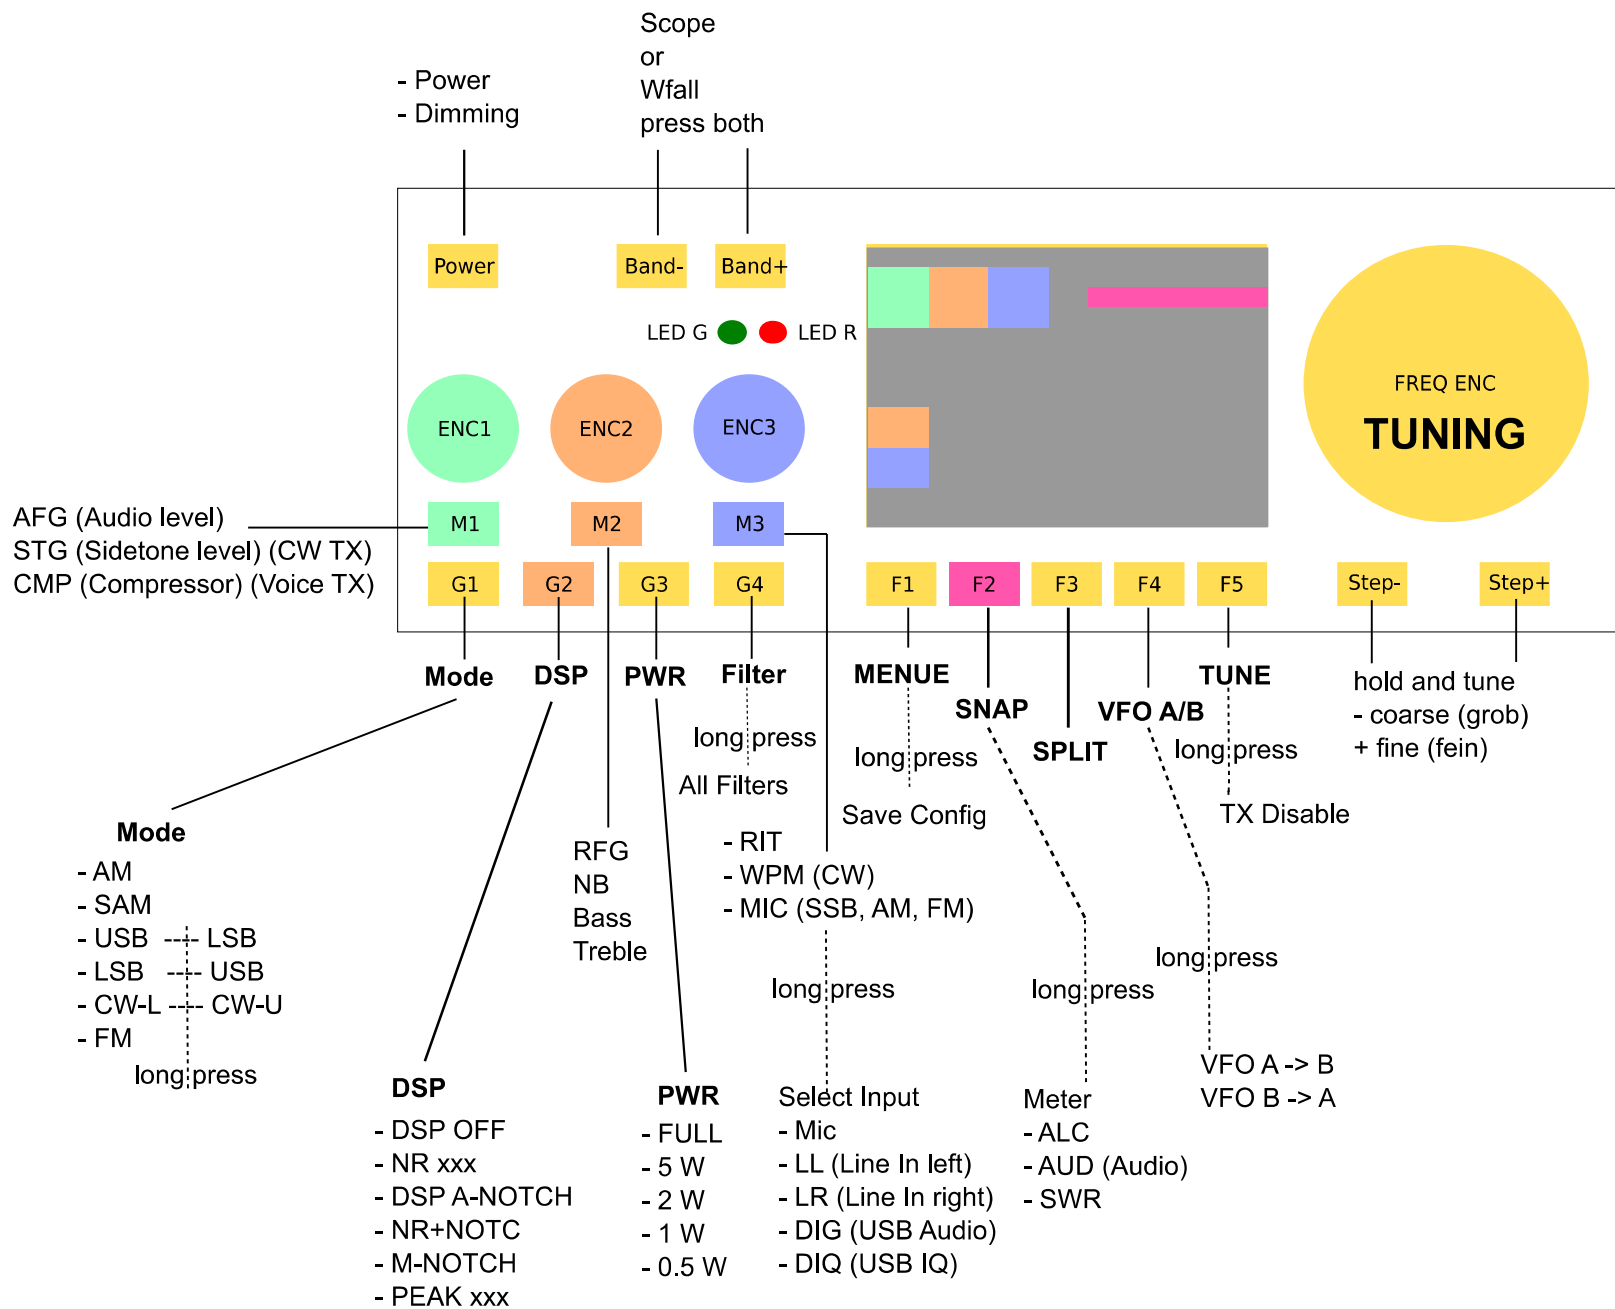 Scope
or
Wfall
press both
- Power
- Dimming
Power
Band-
Band+
LED G
LED R
ENC1
ENC2
ENC3
FREQ ENC
TUNING
AFG (Audio level)
STG (Sidetone level) (CW TX)
CMP (Compressor) (Voice TX)
M1
M2
M3
G1
G2
G3
G4
F1
F2
F3
F4
F5
Step-
Step+
Mode
DSP
PWR
Filter
long press
All Filters
MENUE
long press
Save Config
SNAP
SPLIT
VFO A/B
TUNE
long press
TX Disable
hold and tune
- coarse (grob)
+ fine (fein)
Mode
- AM
- SAM
- USB ---- LSB
- LSB ---- USB
- CW-L ---- CW-U
- FM
long press
RFG
NB
Bass
Treble
- RIT
- WPM (CW)
- MIC (SSB, AM, FM)
long press
long press
long press
DSP
- DSP OFF
- NR xxx
- DSP A-NOTCH
- NR+NOTC
- M-NOTCH
- PEAK xxx
PWR
- FULL
- 5 W
- 2 W
- 1 W
- 0.5 W
Select Input
- Mic
- LL (Line In left)
- LR (Line In right)
- DIG (USB Audio)
- DIQ (USB IQ)
Meter
- ALC
- AUD (Audio)
- SWR
VFO A -> B
VFO B -> A